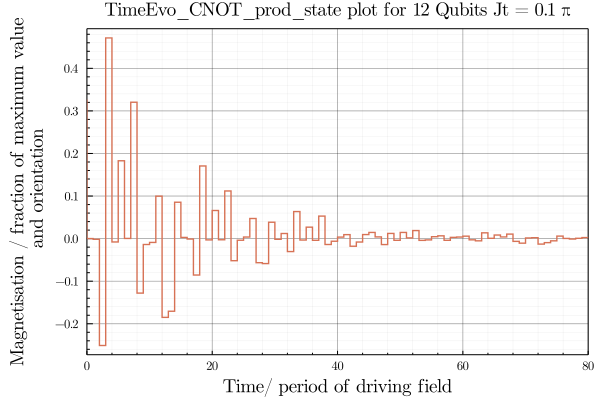 TimeEvo_CNOT_prod_state plot for 12 Qubits Jt = 0.1 π
Magnetisation / fraction of maximum value
and orientation
0.4
0.3
0.2
0.1
0.0
−0.1
−0.2
0 20 40 60 80
Time/ period of driving field